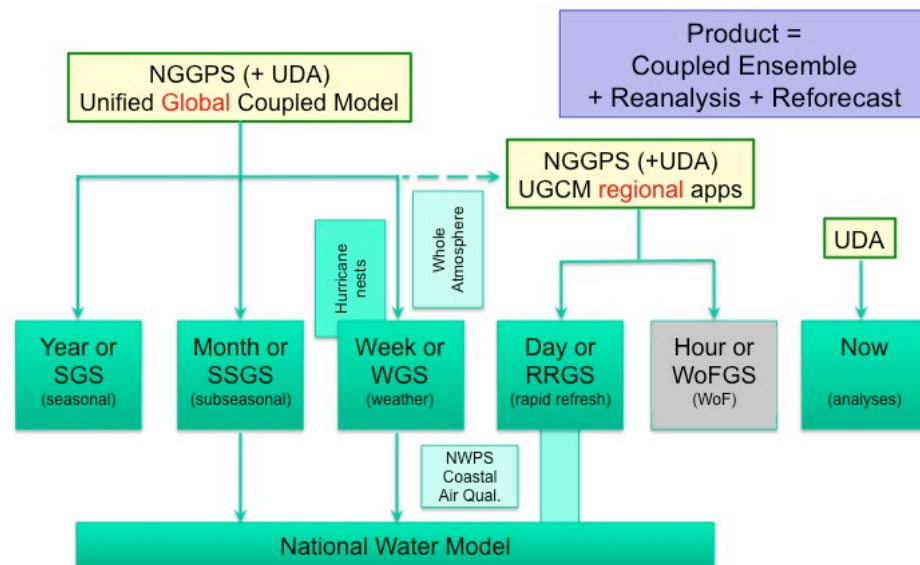 Product =
Coupled Ensemble
+ Reanalysis + Reforecast
NGGPS (+ UDA)
Unified Global Coupled Model
NGGPS (+UDA)
UGCM regional apps
UDA
Hurricane
nests
Whole
Atmosphere
Year or
SGS
(seasonal)
Month or
SSGS
(subseasonal)
Week or
WGS
(weather)
Day or
RRGS
(rapid refresh)
Hour or
WoFGS
(WoF)
Now
(analyses)
NWPS
Coastal
Air Qual.
National Water Model